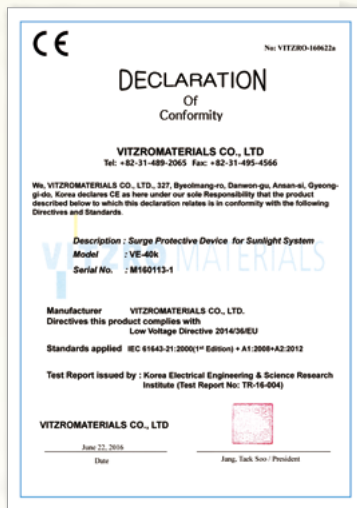 CE
No: VITZRO-160622a
DECLARATION
Of
Conformity
VITZROMATERIALS CO., LTD
Tel: +82-31-489-2065 Fax: +82-31-495-4566
We, VITZROMATERIALS CO., LTD., 327, Byeolmang-ro, Danwon-gu, Ansan-si, Gyeong-
gi-do, Korea declares CE as here under our sole Responsibility that the product
described below to which this declaration relates is in conformity with the following
Directives and Standards.
VITZROMATERIALS
Description : Surge Protective Device for Sunlight System
Model : VE-40k
Serial No. : M160113-1
Manufacturer VITZROMATERIALS CO., LTD.
Directives this product complies with
Low Voltage Directive 2014/35/EU
Standards applied IEC 61643-21:2000(1st Edition) + A1:2008+A2:2012
Test Report issued by : Korea Electrical Engineering & Science Research
Institute (Test Report No: TR-16-004)
VITZROMATERIALS CO., LTD
June 22, 2016
Date
Jang, Taek Soo / President